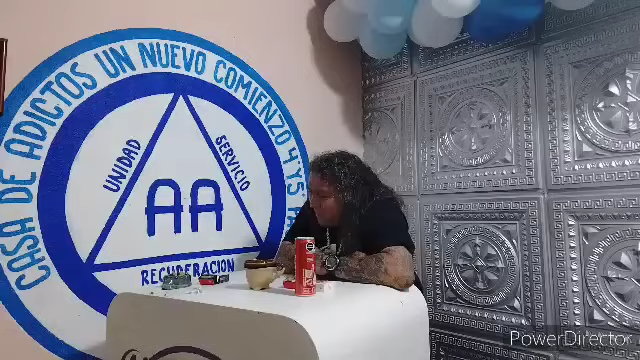 CASA DE ADICTOS UN NUEVO COMIENZO 4 Y 5
UNIDAD
SERVICIO
AA
RECUPERACION
PowerDirector